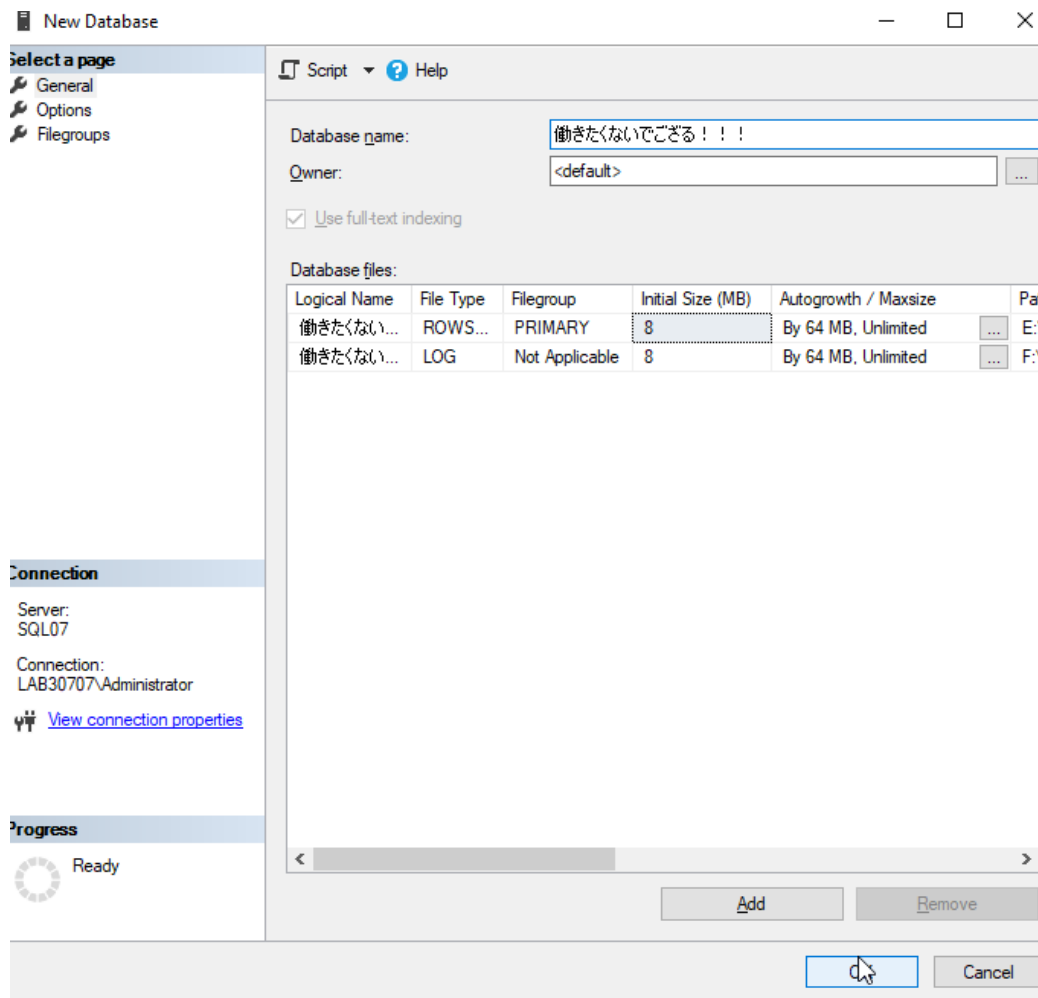 New Database
Select a page
General
Options
Filegroups
Script
Help
Database name:
働きたくないでござる！！！
Owner:
<default>
...
Use full-text indexing
Database files:
Logical Name File Type Filegroup Initial Size (MB) Autogrowth / Maxsize Pa
働きたくない... ROWS... PRIMARY 8 By 64 MB, Unlimited ... E:\
働きたくない... LOG Not Applicable 8 By 64 MB, Unlimited ... F:\
Connection
Server:
SQL07
Connection:
LAB30707\Administrator
View connection properties
Progress
Ready
Add
Remove
Cancel